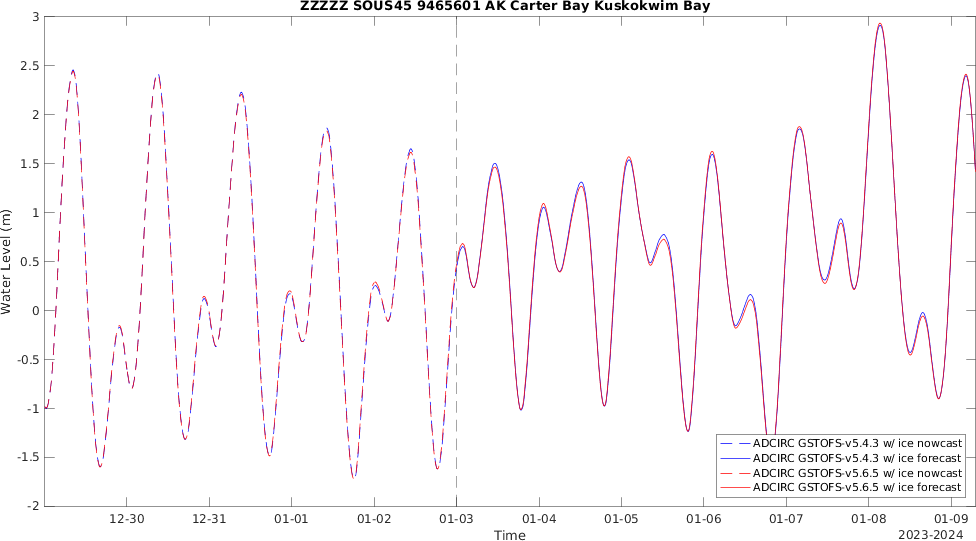 ZZZZZ SOUS45 9465601 AK Carter Bay Kuskokwim Bay
3
2.5
2
1.5
1
0.5
0
-0.5
-1
-1.5
-2
Water Level (m)
ADCIRC GSTOFS-v5.4.3 w/ ice nowcast
ADCIRC GSTOFS-v5.4.3 w/ ice forecast
ADCIRC GSTOFS-v5.6.5 w/ ice nowcast
ADCIRC GSTOFS-v5.6.5 w/ ice forecast
12-30 12-31 01-01 01-02 01-03 01-04 01-05 01-06 01-07 01-08 01-09
Time
2023-2024